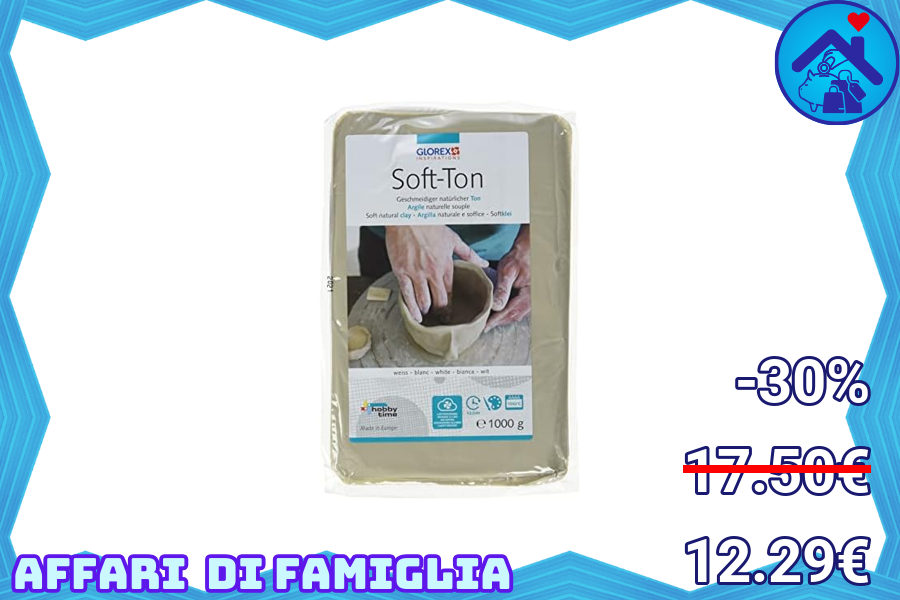 GLOREX
INSPIRATIONS
Soft-Ton
Geschmeidiger natürlicher Ton
Argile naturelle souple
Soft natural clay - Argilla naturale e soffice - Softklei
2021
weiss - blanc - white - bianca - wit
hobby
time
Made in Europe
℮ 1000 g
-30%
17.50€
12.29€
AFFARI DI FAMIGLIA